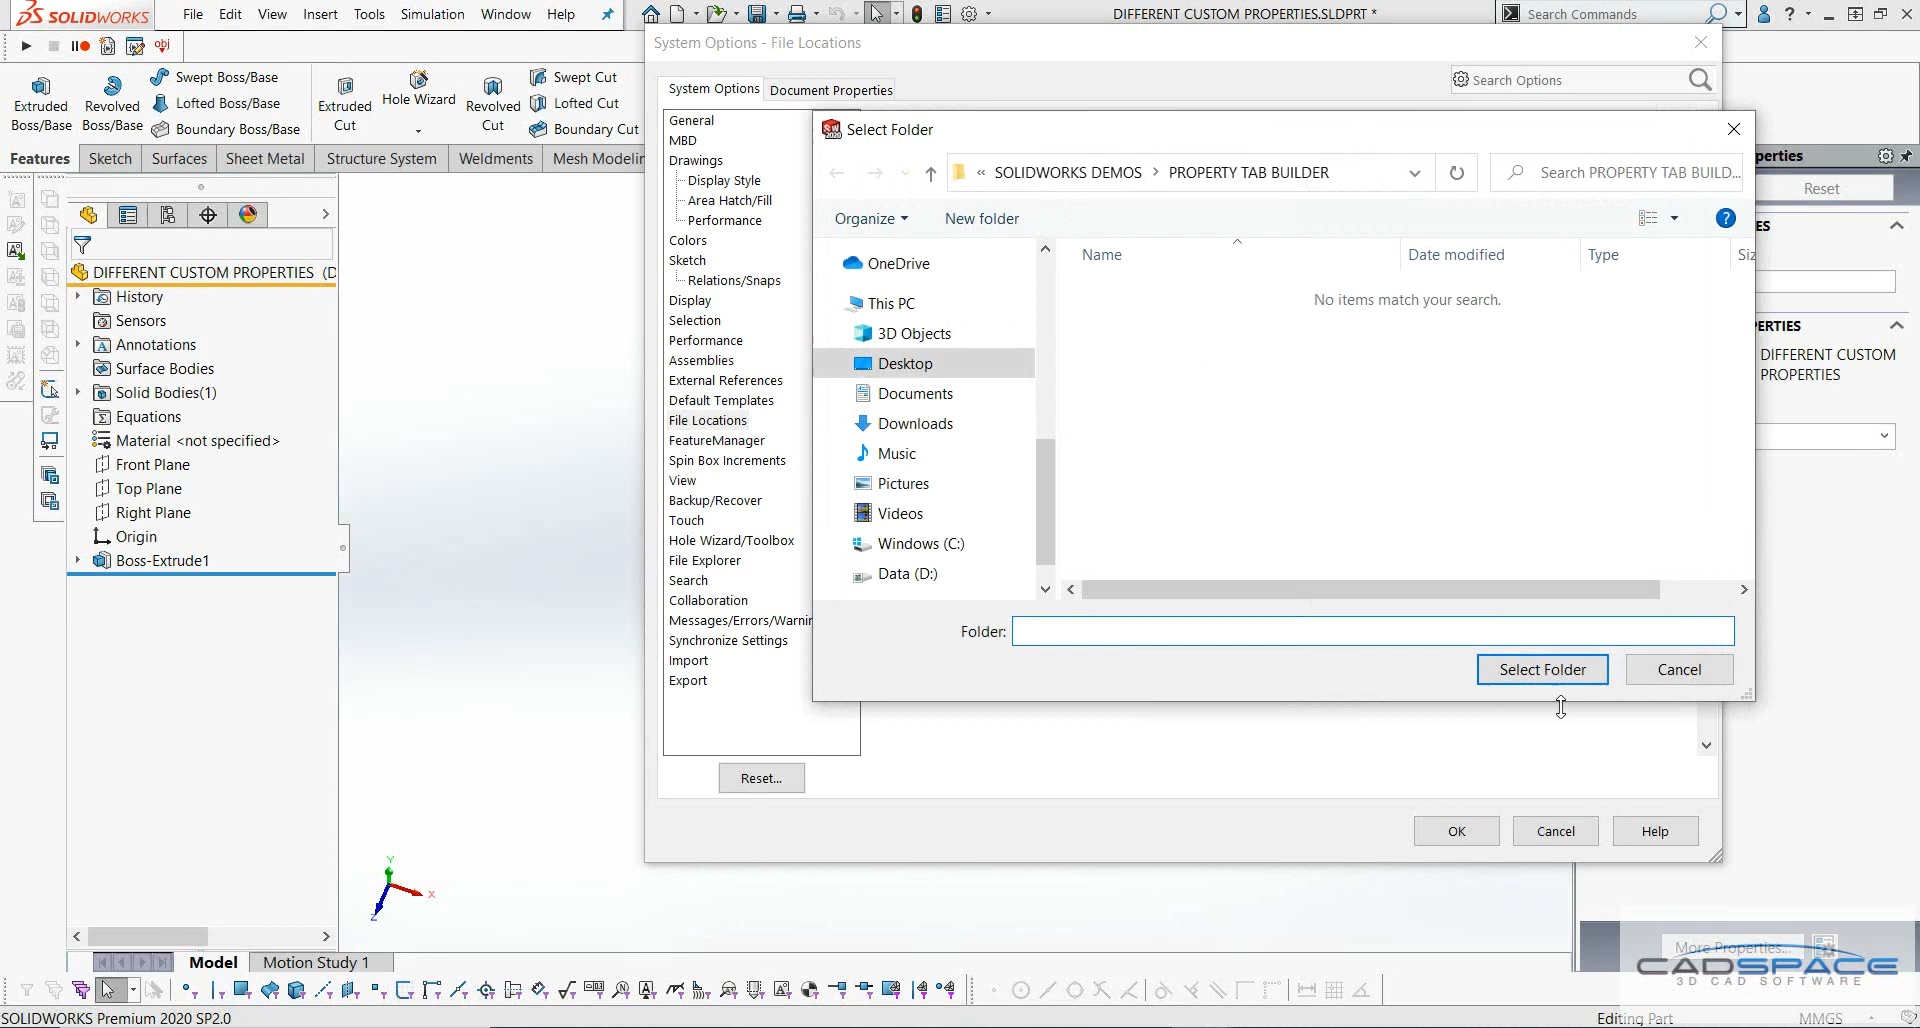 SOLIDWORKS
File Edit View Insert Tools Simulation Window Help
DIFFERENT CUSTOM PROPERTIES.SLDPRT *
Search Commands
System Options - File Locations
System Options
Document Properties
Search Options
Extruded Boss/Base
Revolved Boss/Base
Swept Boss/Base
Lofted Boss/Base
Boundary Boss/Base
Extruded Cut
Hole Wizard
Revolved Cut
Swept Cut
Lofted Cut
Boundary Cut
Features
Sketch
Surfaces
Sheet Metal
Structure System
Weldments
Mesh Modelin
DIFFERENT CUSTOM PROPERTIES (D
History
Sensors
Annotations
Surface Bodies
Solid Bodies(1)
Equations
Material <not specified>
Front Plane
Top Plane
Right Plane
Origin
Boss-Extrude1
General
MBD
Drawings
Display Style
Area Hatch/Fill
Performance
Colors
Sketch
Relations/Snaps
Display
Selection
Performance
Assemblies
External References
Default Templates
File Locations
FeatureManager
Spin Box Increments
View
Backup/Recover
Touch
Hole Wizard/Toolbox
File Explorer
Search
Collaboration
Messages/Errors/Warnin
Synchronize Settings
Import
Export
Reset...
Select Folder
« SOLIDWORKS DEMOS > PROPERTY TAB BUILDER
Search PROPERTY TAB BUILD...
Organize
New folder
OneDrive
This PC
3D Objects
Desktop
Documents
Downloads
Music
Pictures
Videos
Windows (C:)
Data (D:)
Name
Date modified
Type
Siz
No items match your search.
Folder:
Select Folder
Cancel
OK
Cancel
Help
perties
Reset
ES
PERTIES
DIFFERENT CUSTOM
PROPERTIES
More Properties...
CADSPACE
3D CAD SOFTWARE
Y
X
Z
Model
Motion Study 1
SOLIDWORKS Premium 2020 SP2.0
Editing Part
MMGS